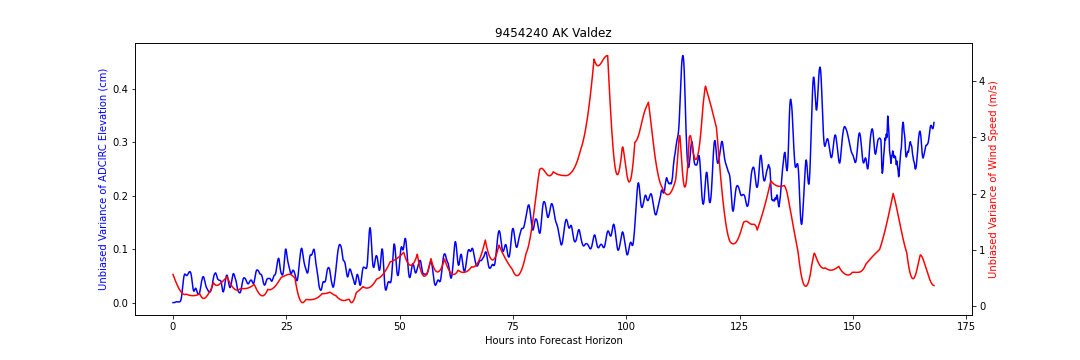 9454240 AK Valdez
Unbiased Variance of ADCIRC Elevation (cm)
0.4
0.3
0.2
0.1
0.0
4
3
2
1
0
Unbiased Variance of Wind Speed (m/s)
0 25 50 75 100 125 150 175
Hours into Forecast Horizon